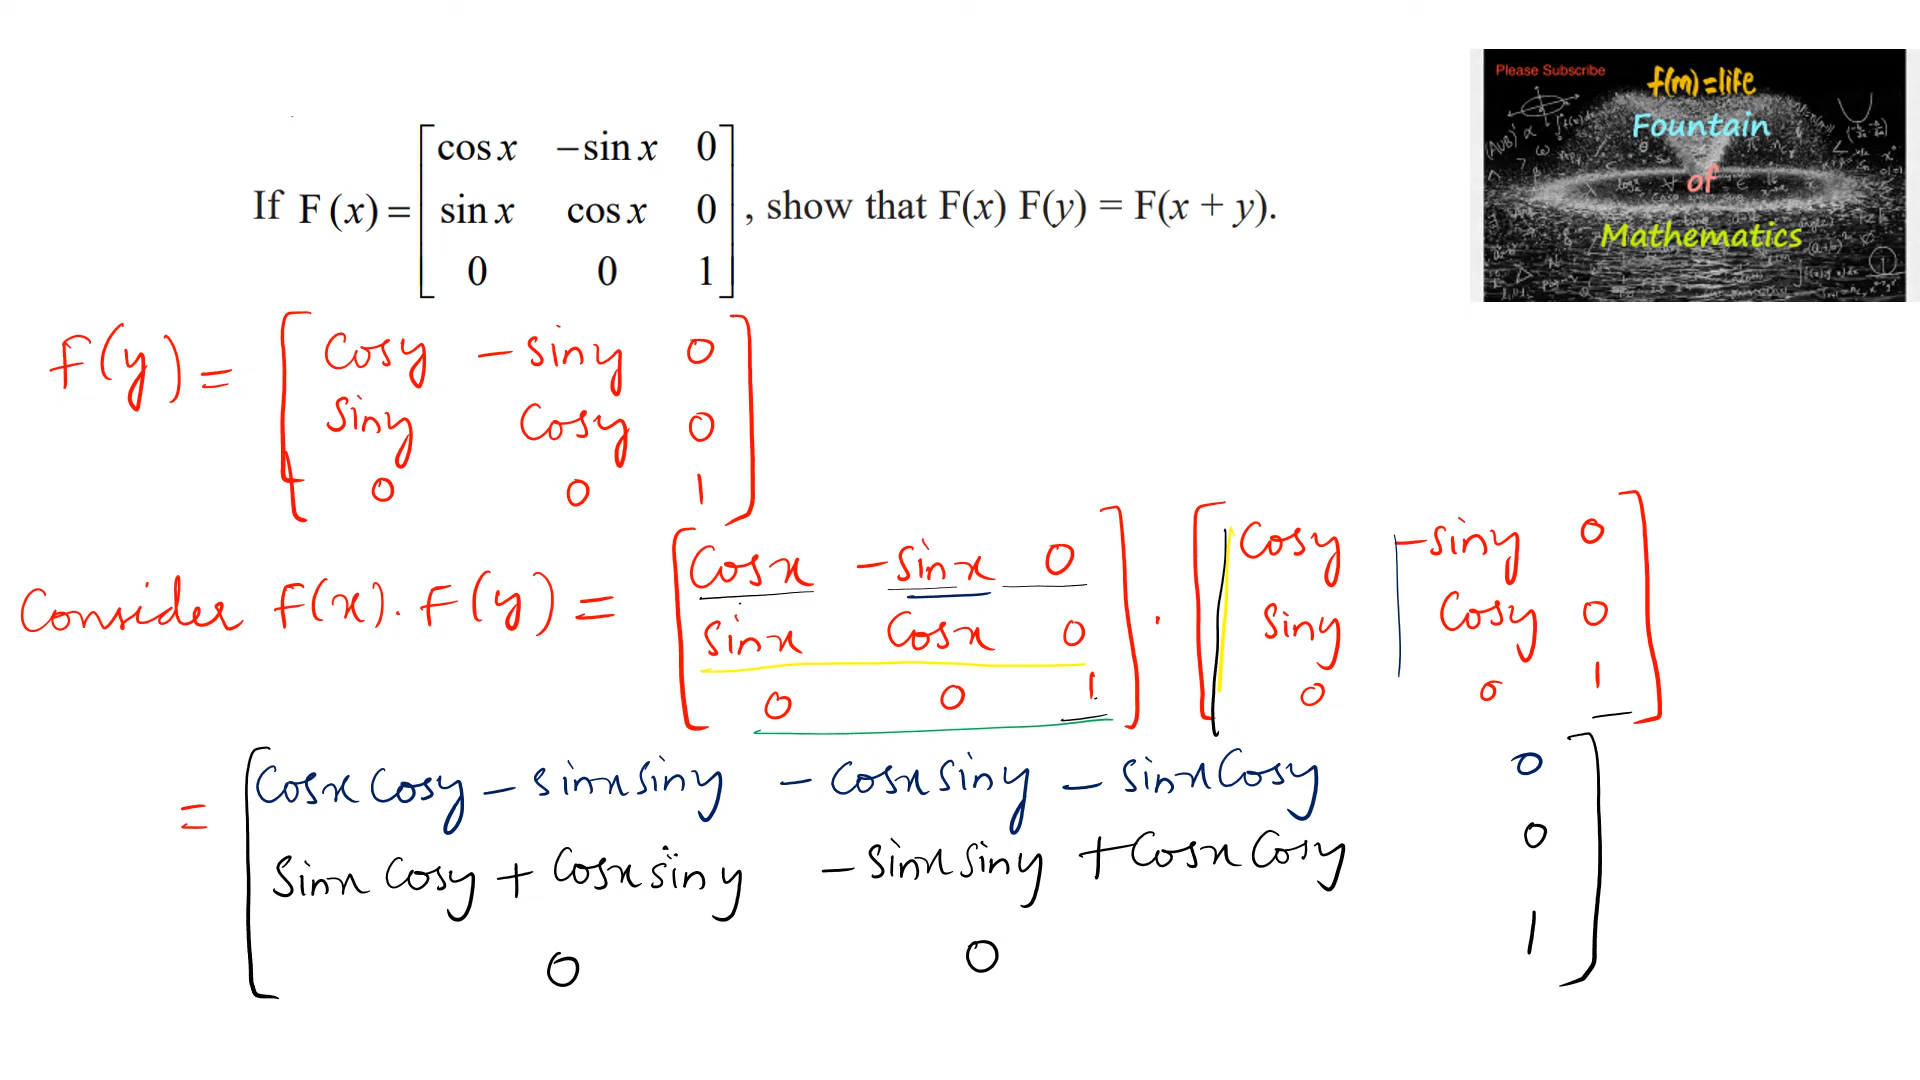 Please Subscribe
f(m)=life
Fountain
of
Mathematics
cos x −sin x 0
If F (x) = sin x cos x 0 , show that F(x) F(y) = F(x + y).
0 0 1
F(y) = [ Cosy −siny 0
Siny Cosy 0
0 0 1 ]
Consider F(x). F(y) = [ Cosx −sinx 0 ] . [ Cosy −siny 0 ]
Sinx Cosx 0 Siny Cosy 0
0 0 1 0 0 1
= [ Cosx Cosy − sinx siny − Cosx siny − sinx Cosy 0
Sinx Cosy + Cosx siny − sinx siny + Cosx Cosy 0
0 0 1 ]